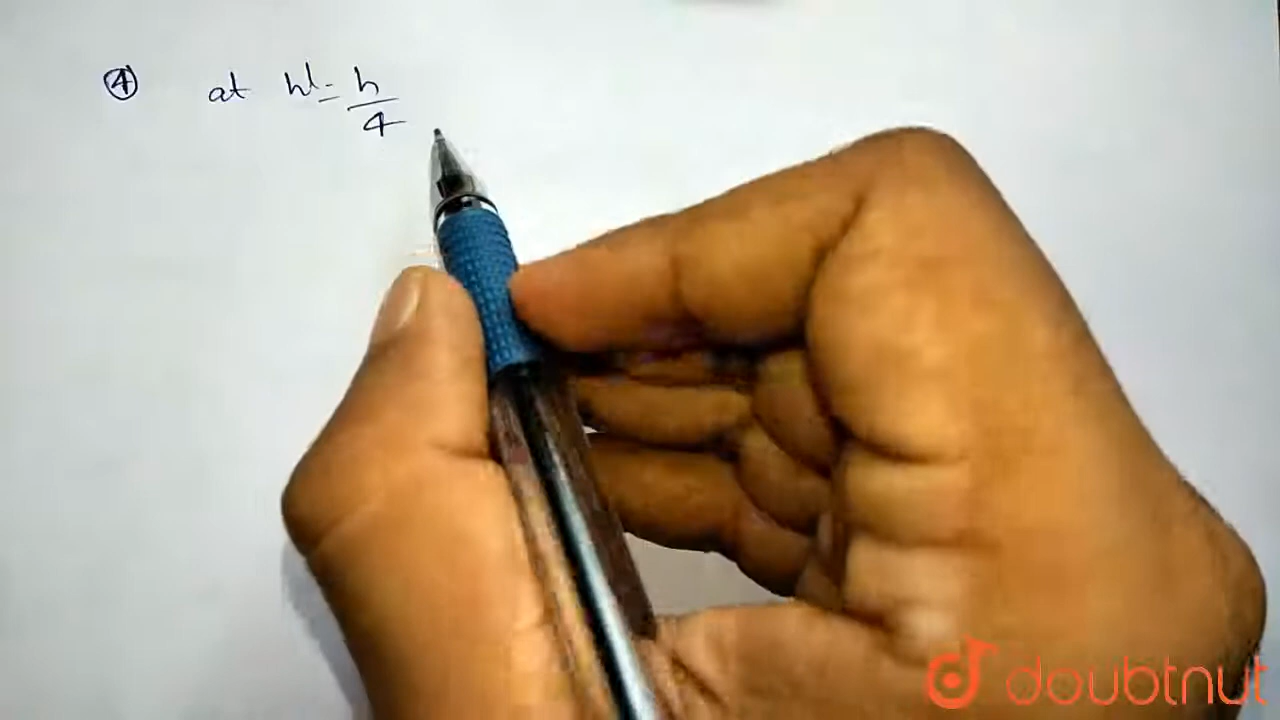 ④ at h' = h/4
doubtnut